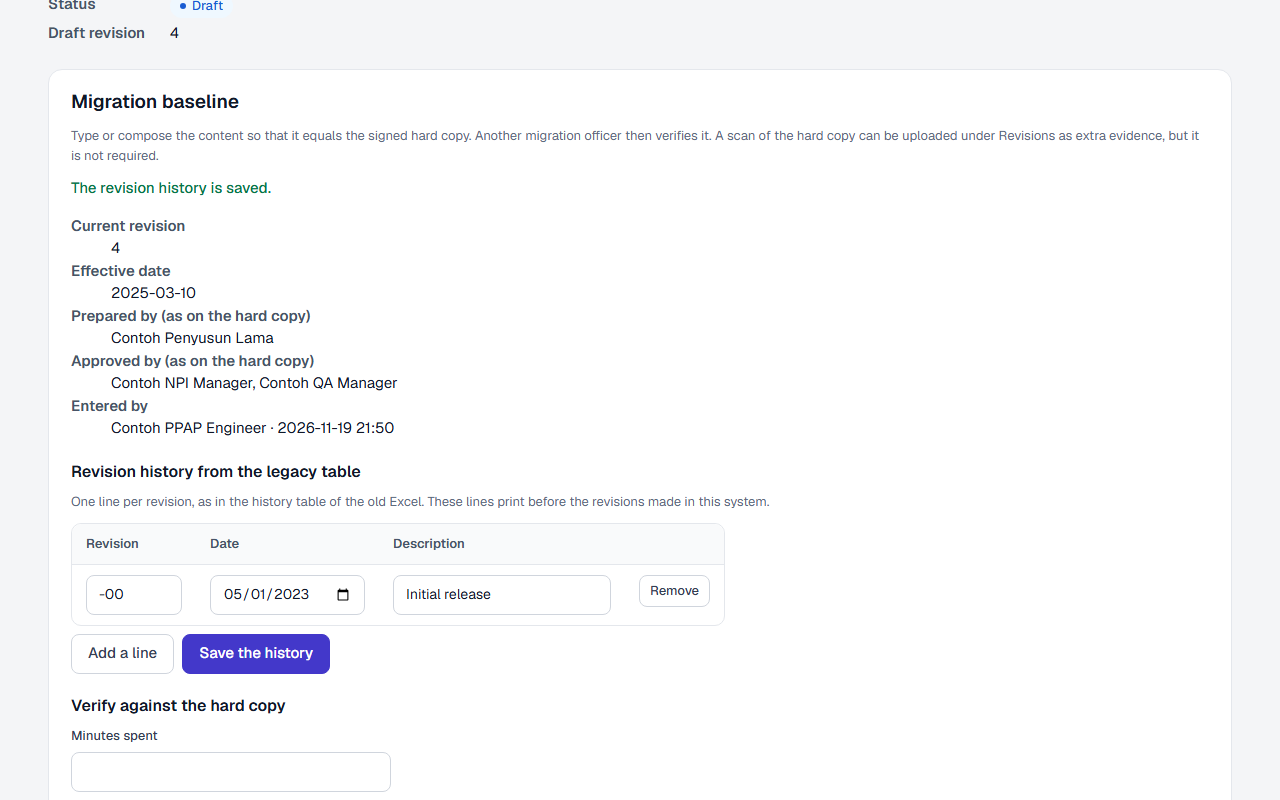 Status
Draft
Draft revision 4
Migration baseline
Type or compose the content so that it equals the signed hard copy. Another migration officer then verifies it. A scan of the hard copy can be uploaded under Revisions as extra evidence, but it
is not required.
The revision history is saved.
Current revision
4
Effective date
2025-03-10
Prepared by (as on the hard copy)
Contoh Penyusun Lama
Approved by (as on the hard copy)
Contoh NPI Manager, Contoh QA Manager
Entered by
Contoh PPAP Engineer · 2026-11-19 21:50
Revision history from the legacy table
One line per revision, as in the history table of the old Excel. These lines print before the revisions made in this system.
Revision Date Description
-00 05/01/2023 Initial release Remove
Add a line Save the history
Verify against the hard copy
Minutes spent